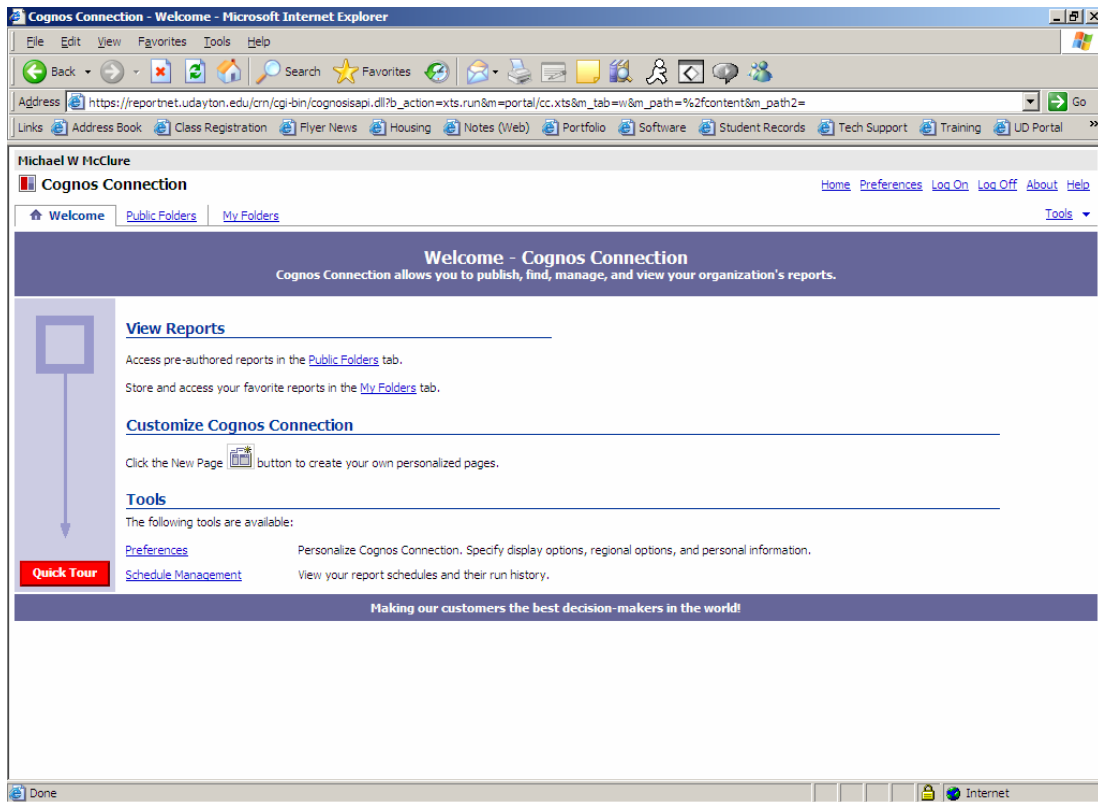 Cognos Connection - Welcome - Microsoft Internet Explorer
File Edit View Favorites Tools Help
Back Search Favorites
Address https://reportnet.udayton.edu/crn/cgi-bin/cognosisapi.dll?b_action=xts.run&m=portal/cc.xts&m_tab=w&m_path=%2fcontent&m_path2= Go
Links Address Book Class Registration Flyer News Housing Notes (Web) Portfolio Software Student Records Tech Support Training UD Portal »
Michael W McClure
Cognos Connection Home Preferences Log On Log Off About Help
Welcome Public Folders My Folders Tools
Welcome - Cognos Connection
Cognos Connection allows you to publish, find, manage, and view your organization's reports.
View Reports
Access pre-authored reports in the Public Folders tab.
Store and access your favorite reports in the My Folders tab.
Customize Cognos Connection
Click the New Page button to create your own personalized pages.
Tools
The following tools are available:
Preferences Personalize Cognos Connection. Specify display options, regional options, and personal information.
Quick Tour Schedule Management View your report schedules and their run history.
Making our customers the best decision-makers in the world!
Done Internet